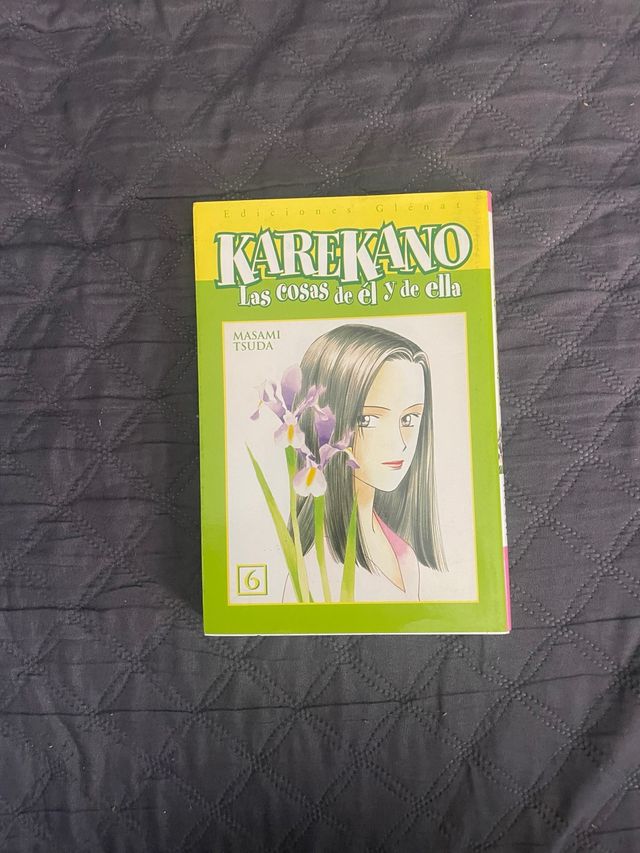 Ediciones Glénat
KAREKANO
Las cosas de él y de ella
MASAMI
TSUDA
6